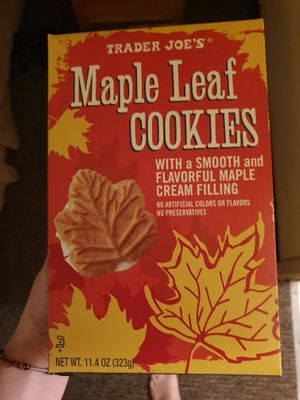 TRADER JOE'S®
Maple Leaf
COOKIES
WITH a SMOOTH and
FLAVORFUL MAPLE
CREAM FILLING
NO ARTIFICIAL COLORS OR FLAVORS
NO PRESERVATIVES
NET WT. 11.4 OZ (323g)